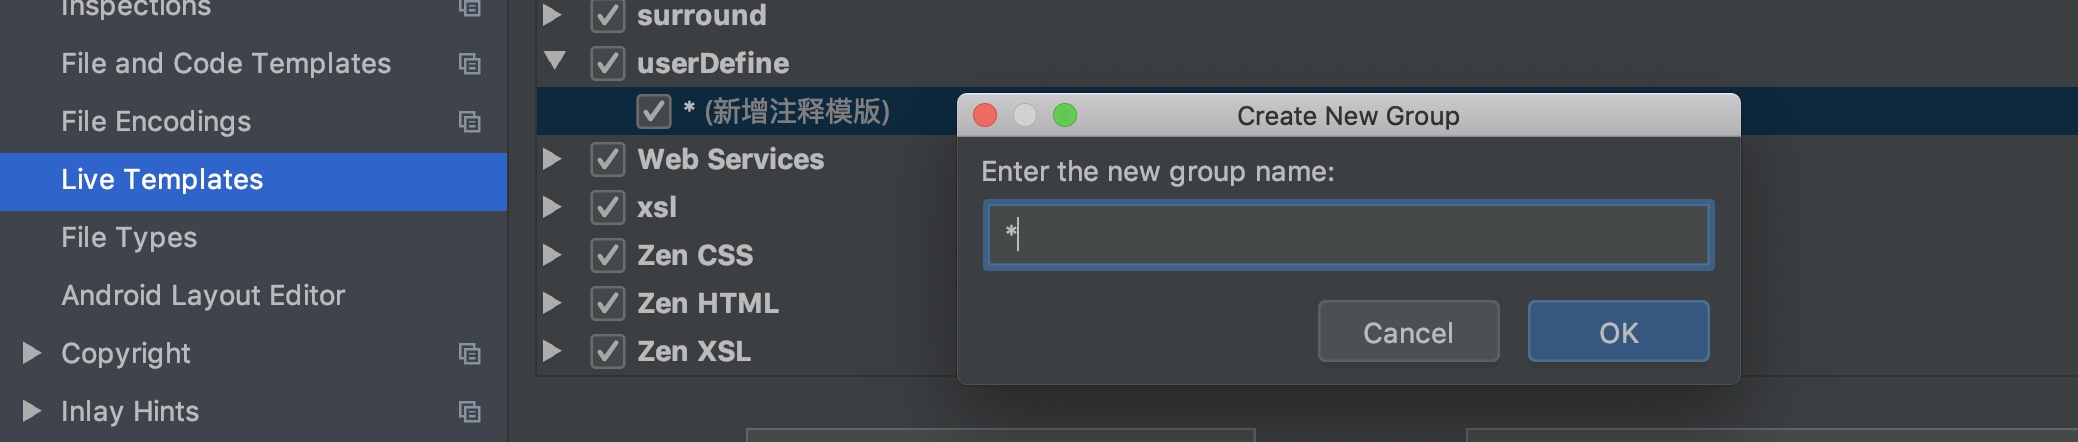 Inspections
File and Code Templates
File Encodings
Live Templates
File Types
Android Layout Editor
Copyright
Inlay Hints
surround
userDefine
* (新增注释模版)
Web Services
xsl
Zen CSS
Zen HTML
Zen XSL
Create New Group
Enter the new group name:
*
Cancel
OK